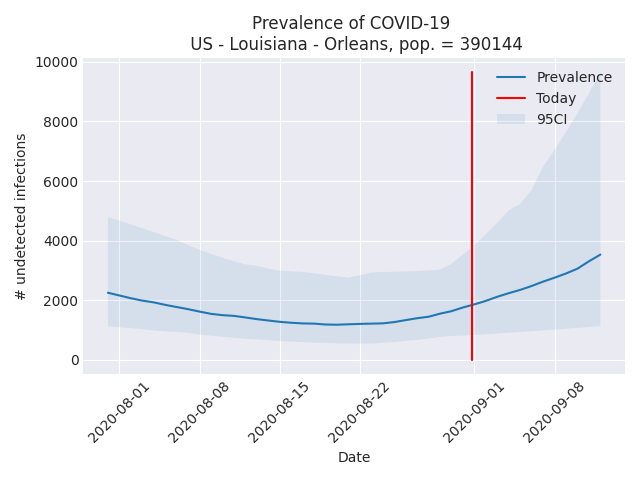 Prevalence of COVID-19
US - Louisiana - Orleans, pop. = 390144
10000
8000
6000
4000
2000
0
# undetected infections
Prevalence
Today
95CI
2020-08-01
2020-08-08
2020-08-15
2020-08-22
2020-09-01
2020-09-08
Date